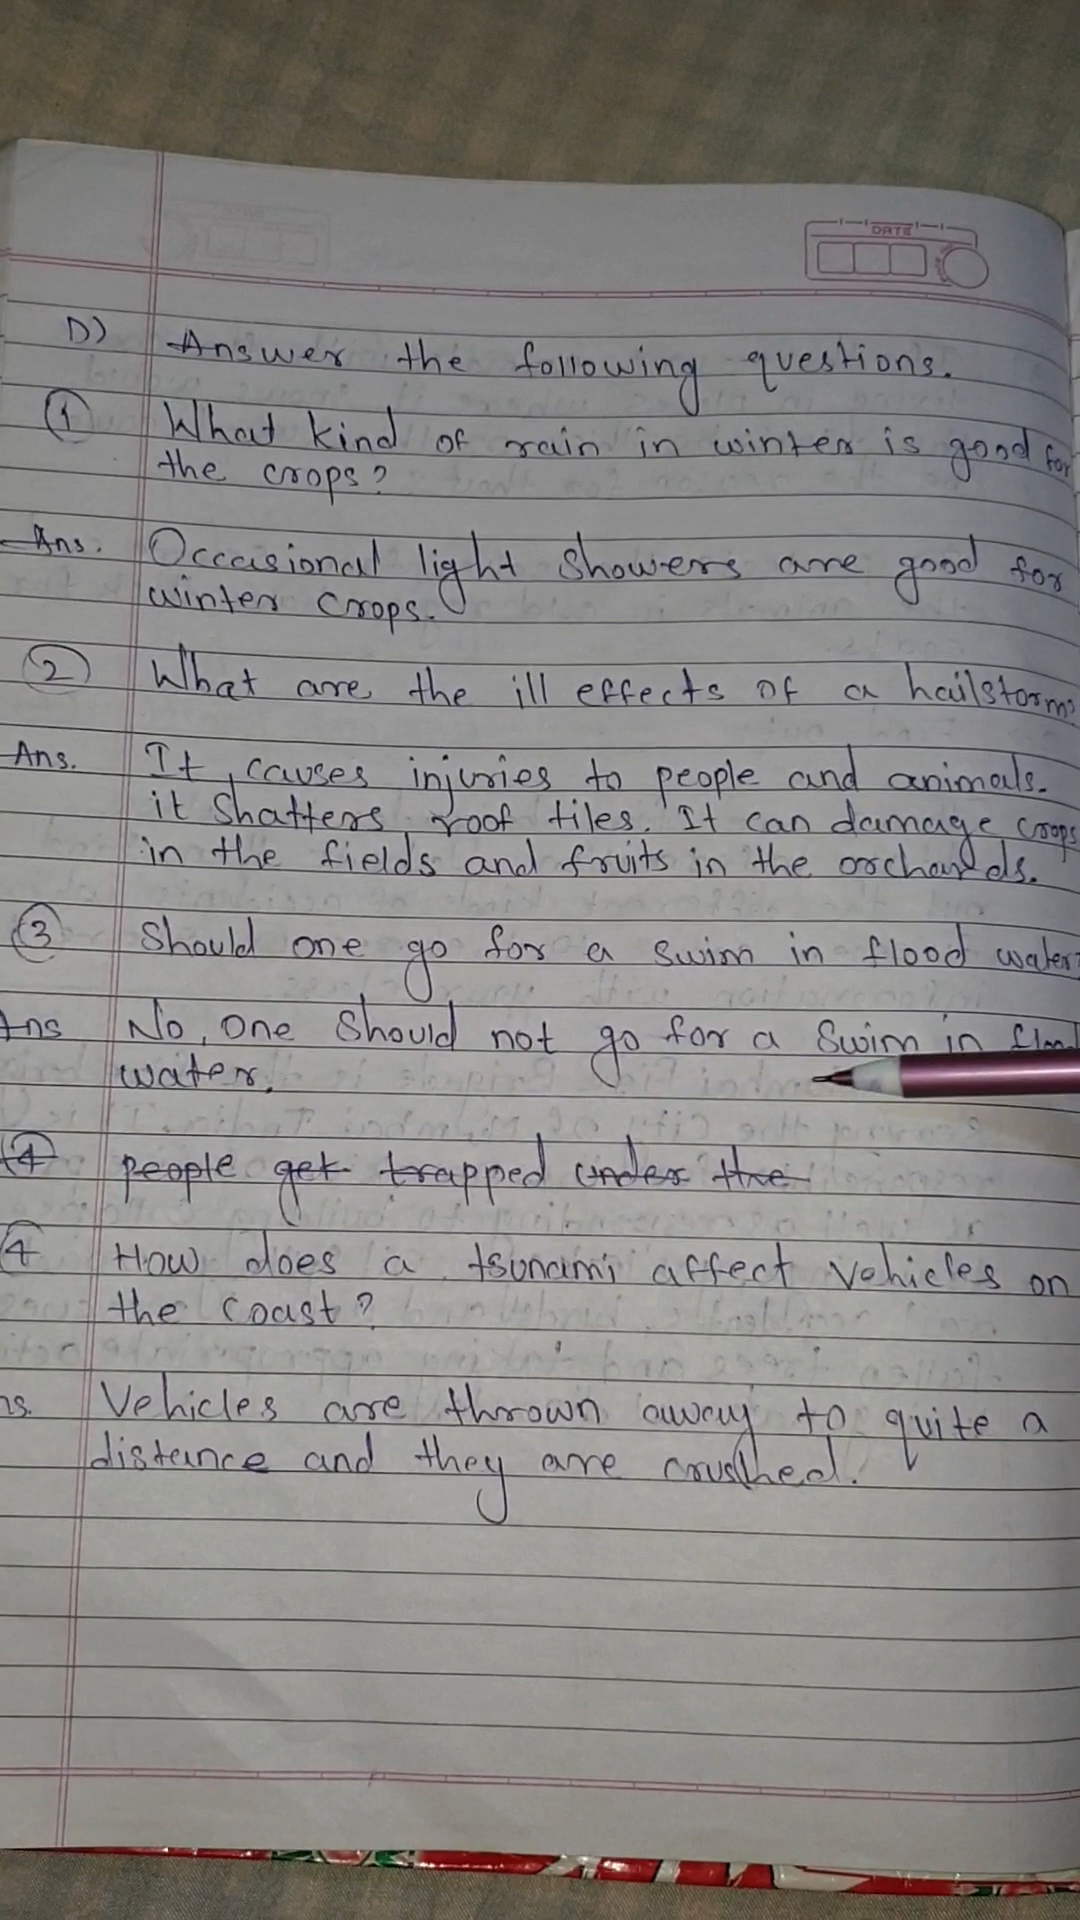 DATE
D) Answer the following questions.
① What kind of rain in winter is good for
the crops?
Ans. Occasional light showers are good for
winter crops.
② What are the ill effects of a hailstorm?
Ans. It causes injuries to people and animals.
it shatters roof tiles. It can damage crops
in the fields and fruits in the orchards.
③ Should one go for a swim in flood water?
Ans No, one should not go for a swim in flood
water.
④ people get trapped under the
④ How does a tsunami affect vehicles on
the coast?
ns. Vehicles are thrown away to quite a
distance and they are crushed.